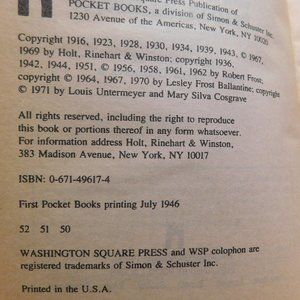 Square Press Publication of
POCKET BOOKS, a division of Simon & Schuster Inc.
1230 Avenue of the Americas, New York, NY 10020
Copyright 1916, 1923, 1928, 1930, 1934, 1939, 1943, © 1967,
1969 by Holt, Rinehart & Winston; copyright 1936,
1942, 1944, 1951, © 1956, 1958, 1961, 1962 by Robert Frost;
copyright © 1964, 1967, 1970 by Lesley Frost Ballantine; copyright
© 1971 by Louis Untermeyer and Mary Silva Cosgrave
All rights reserved, including the right to reproduce
this book or portions thereof in any form whatsoever.
For information address Holt, Rinehart & Winston,
383 Madison Avenue, New York, NY 10017
ISBN: 0-671-49617-4
First Pocket Books printing July 1946
52 51 50
WASHINGTON SQUARE PRESS and WSP colophon are
registered trademarks of Simon & Schuster Inc.
Printed in the U.S.A.